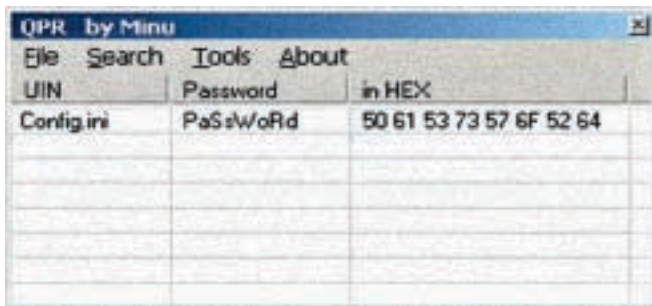 QPR by Minu
File Search Tools About
UIN Password in HEX
Config.ini PaSsWoRd 50 61 53 73 57 6F 52 64